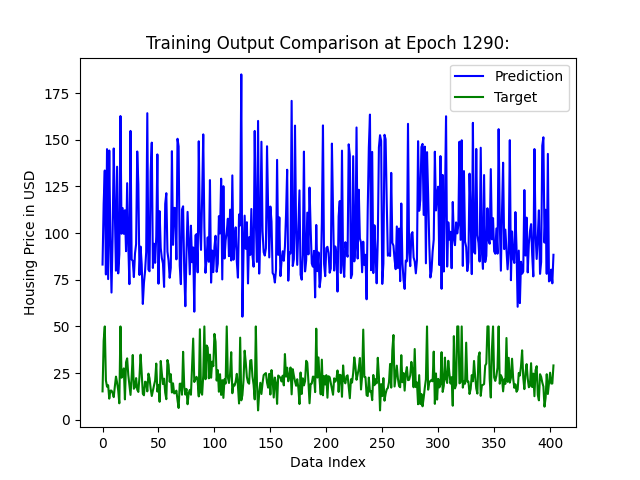 Training Output Comparison at Epoch 1290:
Prediction
Target
Housing Price in USD
175
150
125
100
75
50
25
0
0 50 100 150 200 250 300 350 400
Data Index